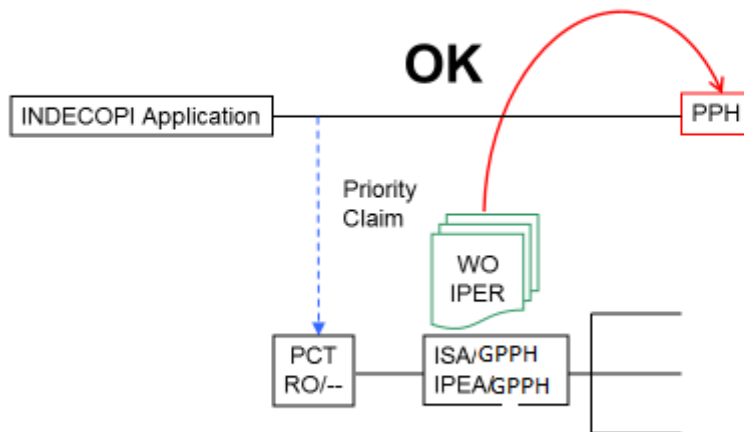 OK
INDECOPI Application
PPH
Priority
Claim
WO
IPER
PCT
RO/--
ISA/GPPH
IPEA/GPPH